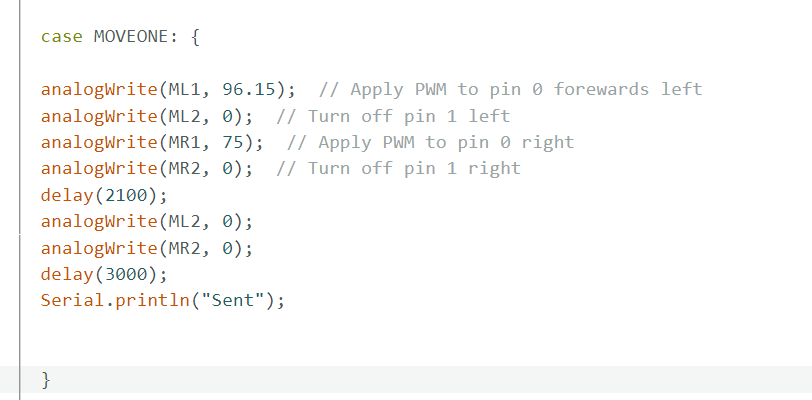 case MOVEONE: {
analogWrite(ML1, 96.15);  // Apply PWM to pin 0 forewards left
analogWrite(ML2, 0);  // Turn off pin 1 left
analogWrite(MR1, 75);  // Apply PWM to pin 0 right
analogWrite(MR2, 0);  // Turn off pin 1 right
delay(2100);
analogWrite(ML2, 0);
analogWrite(MR2, 0);
delay(3000);
Serial.println("Sent");
}